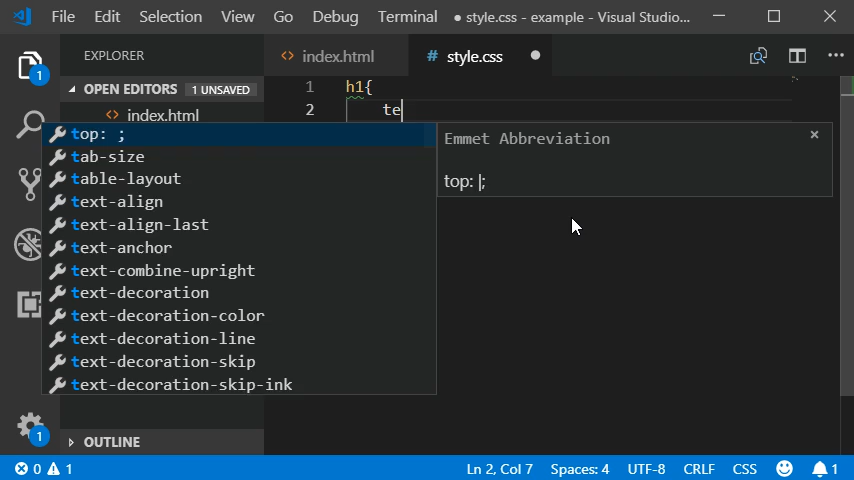 File Edit Selection View Go Debug Terminal ● style.css - example - Visual Studio...
EXPLORER
<> index.html # style.css
OPEN EDITORS 1 UNSAVED
<> index.html
1 h1{
2 te
top: ;
tab-size
table-layout
text-align
text-align-last
text-anchor
text-combine-upright
text-decoration
text-decoration-color
text-decoration-line
text-decoration-skip
text-decoration-skip-ink
Emmet Abbreviation ×
top: |;
1
1
OUTLINE
0 1 Ln 2, Col 7 Spaces: 4 UTF-8 CRLF CSS 1